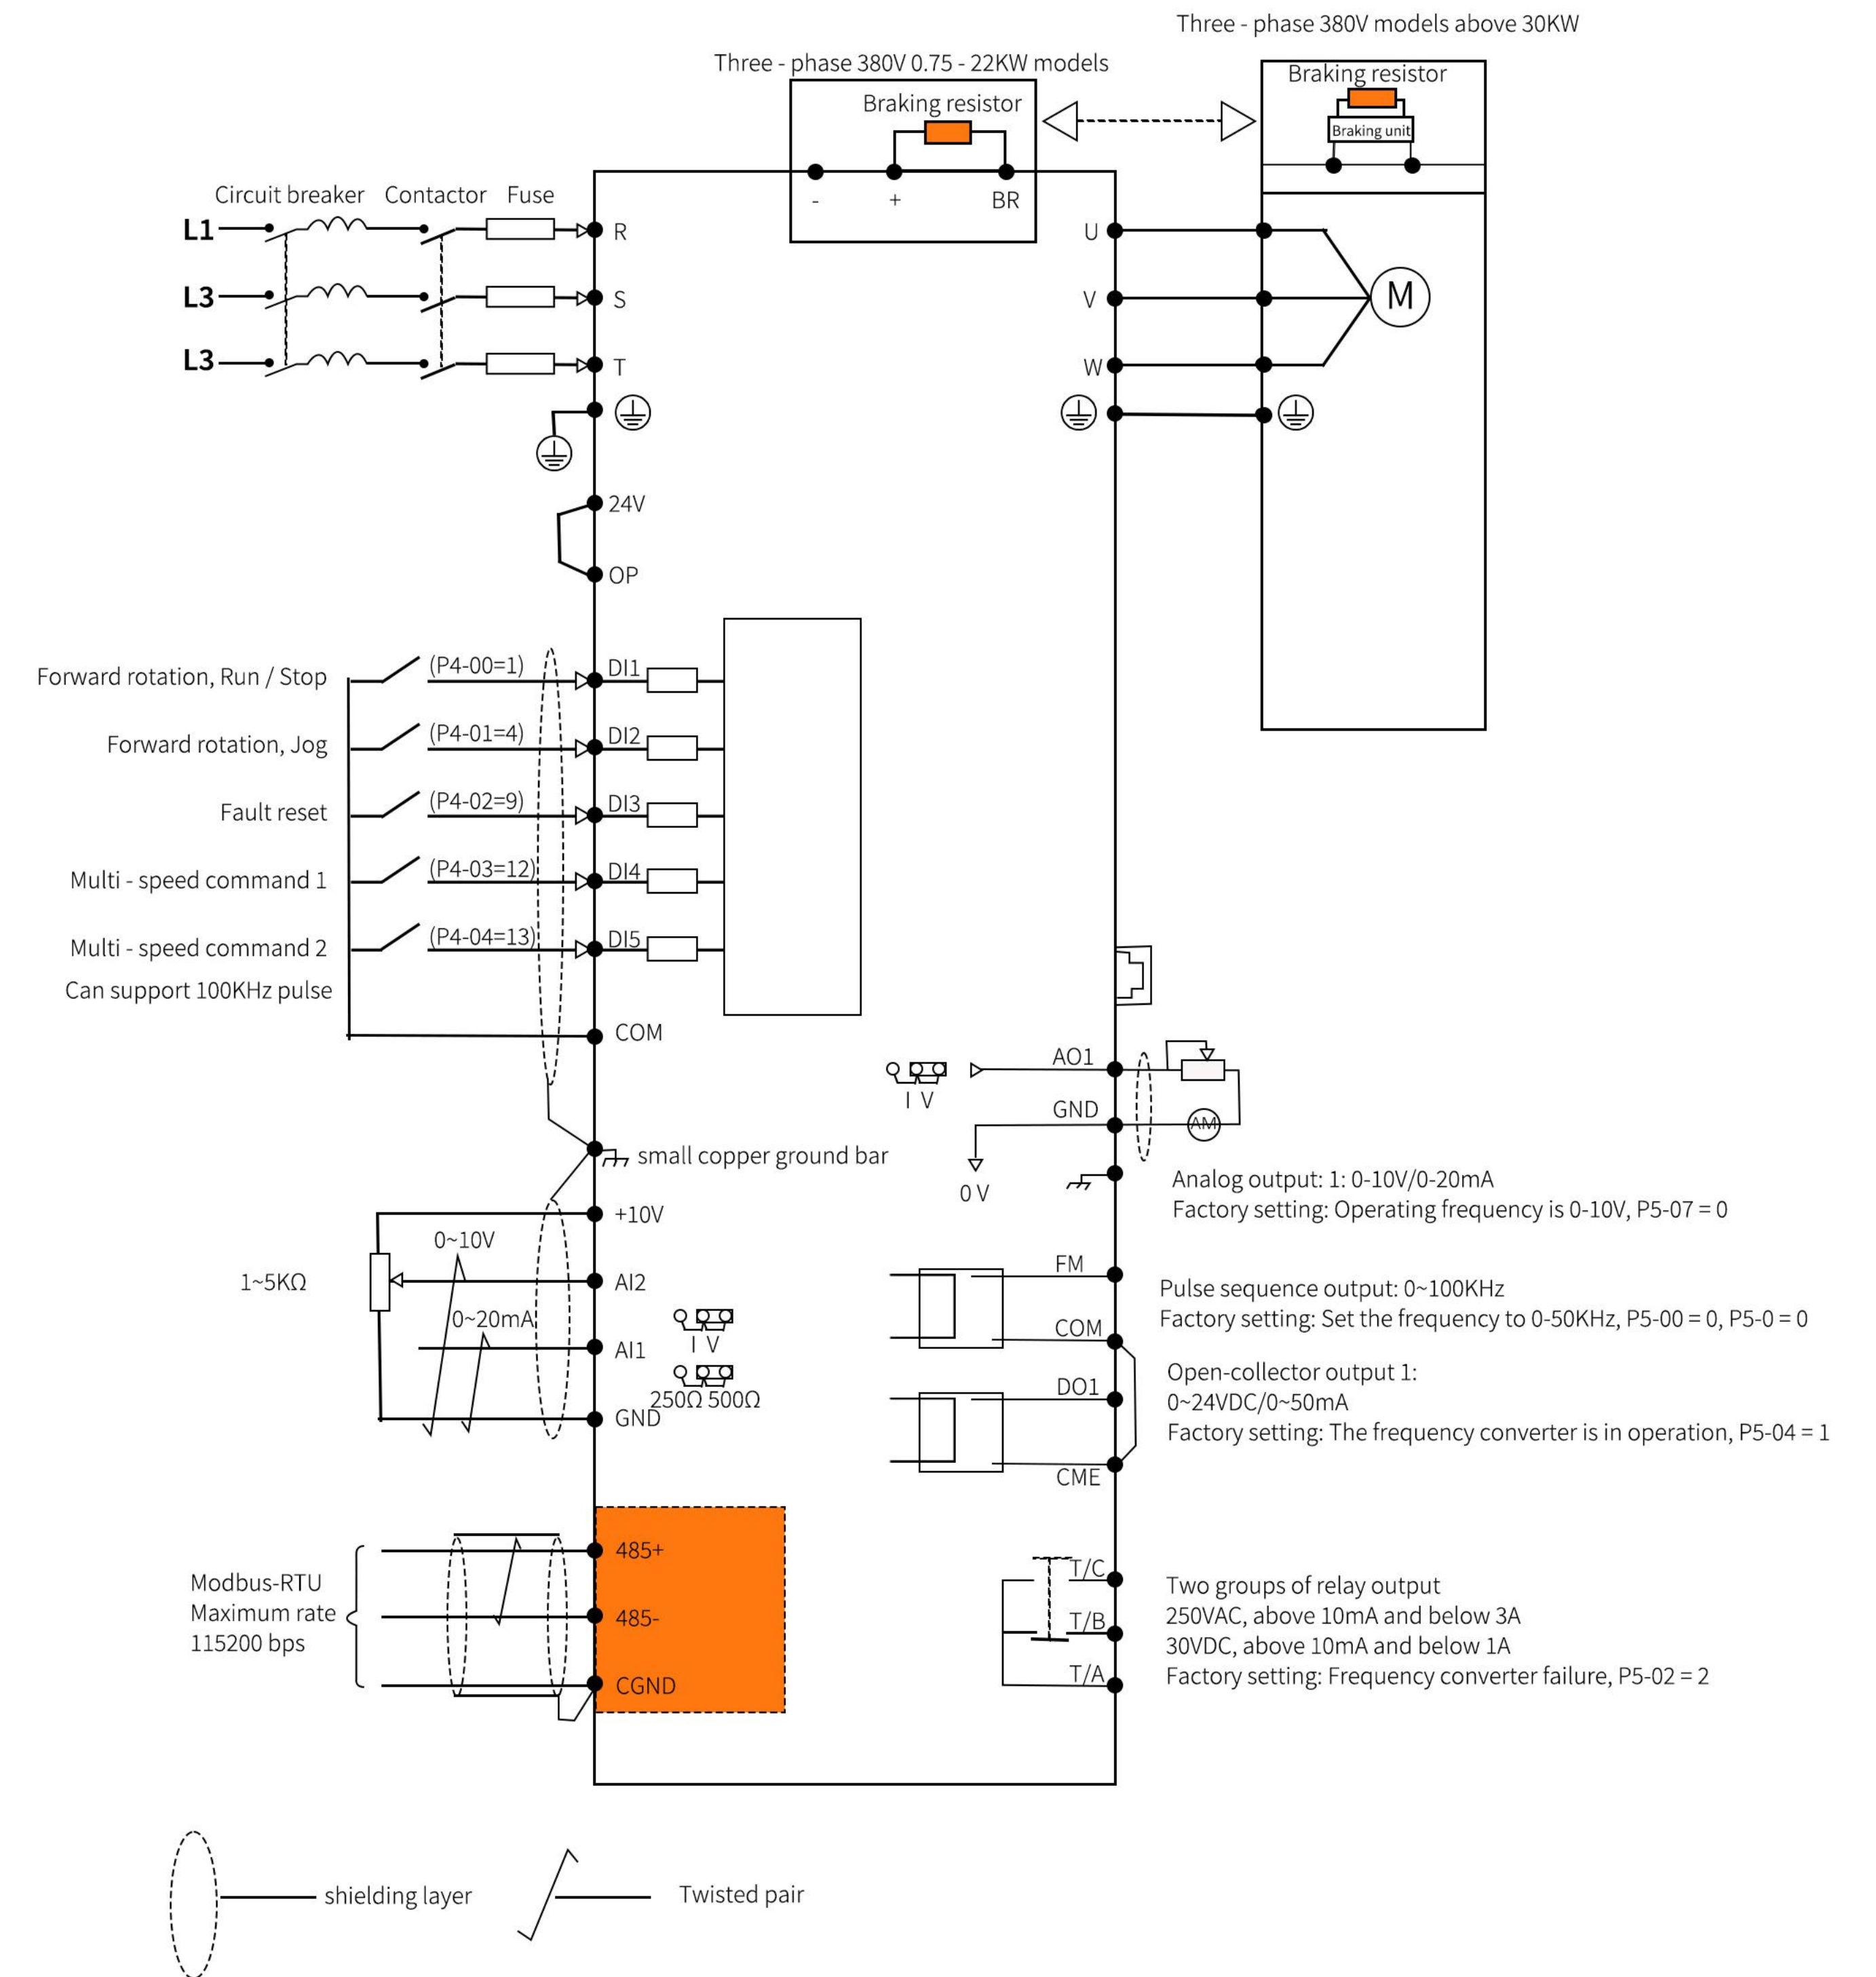 Three - phase 380V models above 30KW
Three - phase 380V 0.75 - 22KW models
Braking resistor
Braking unit
Braking resistor
-
+
BR
Circuit breaker
Contactor
Fuse
L1
R
L3
S
L3
T
U
V
W
M
24V
OP
Forward rotation, Run / Stop
(P4-00=1)
DI1
Forward rotation, Jog
(P4-01=4)
DI2
Fault reset
(P4-02=9)
DI3
Multi - speed command 1
(P4-03=12)
DI4
Multi - speed command 2
(P4-04=13)
DI5
Can support 100KHz pulse
COM
small copper ground bar
+10V
0~10V
1~5KΩ
AI2
0~20mA
AI1
I V
250Ω 500Ω
GND
Modbus-RTU
Maximum rate
115200 bps
485+
485-
CGND
AO1
I V
GND
AM
0 V
Analog output: 1: 0-10V/0-20mA
Factory setting: Operating frequency is 0-10V, P5-07 = 0
FM
COM
Pulse sequence output: 0~100KHz
Factory setting: Set the frequency to 0-50KHz, P5-00 = 0, P5-0 = 0
DO1
CME
Open-collector output 1:
0~24VDC/0~50mA
Factory setting: The frequency converter is in operation, P5-04 = 1
T/C
T/B
T/A
Two groups of relay output
250VAC, above 10mA and below 3A
30VDC, above 10mA and below 1A
Factory setting: Frequency converter failure, P5-02 = 2
shielding layer
Twisted pair